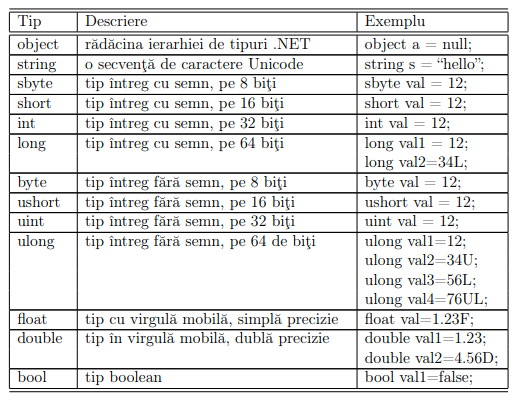 Tip Descriere Exemplu
object rădăcina ierarhiei de tipuri .NET object a = null;
string o secvenţă de caractere Unicode string s = “hello”;
sbyte tip întreg cu semn, pe 8 biţi sbyte val = 12;
short tip întreg cu semn, pe 16 biţi short val = 12;
int tip întreg cu semn, pe 32 biţi int val = 12;
long tip întreg cu semn, pe 64 biţi long val1 = 12;
long val2=34L;
byte tip întreg fără semn, pe 8 biţi byte val = 12;
ushort tip întreg fără semn, pe 16 biţi ushort val = 12;
uint tip întreg fără semn, pe 32 biţi uint val = 12;
ulong tip întreg fără semn, pe 64 de biţi ulong val1=12;
ulong val2=34U;
ulong val3=56L;
ulong val4=76UL;
float tip cu virgulă mobilă, simplă precizie float val=1.23F;
double tip în virgulă mobilă, dublă precizie double val1=1.23;
double val2=4.56D;
bool tip boolean bool val1=false;